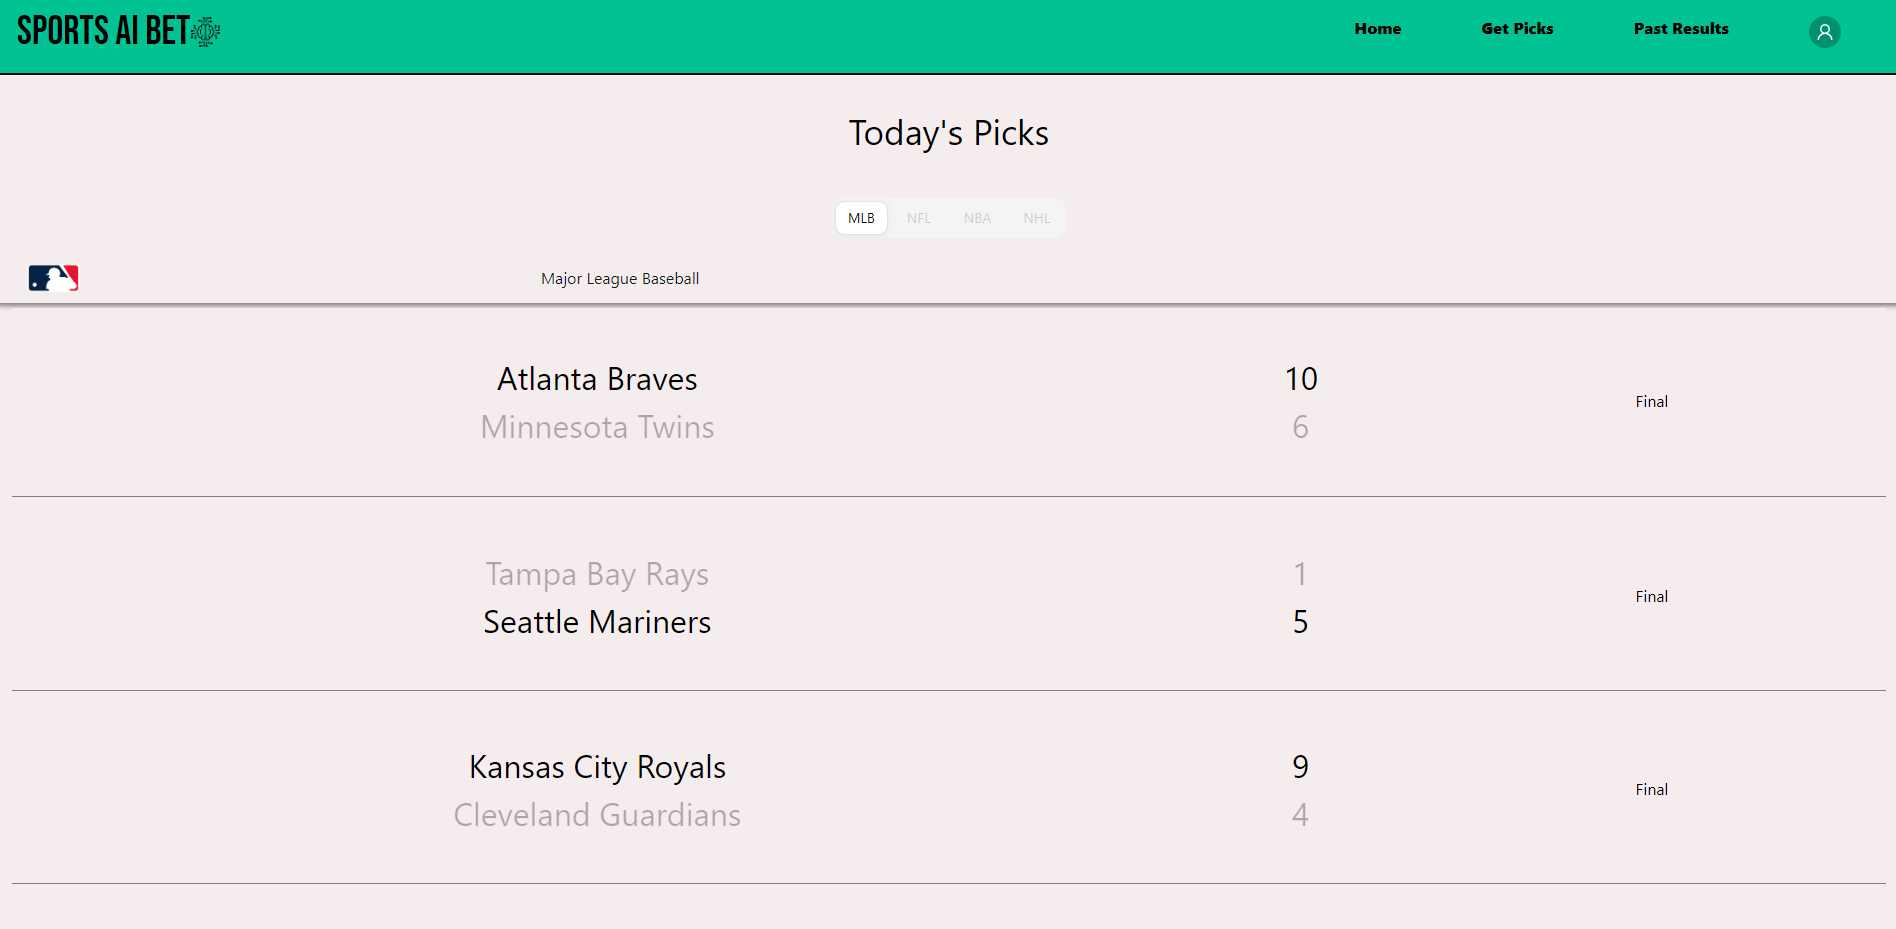 SPORTS AI BET
Home Get Picks Past Results
Today's Picks
MLB NFL NBA NHL
Major League Baseball
Atlanta Braves 10
Final
Minnesota Twins 6
Tampa Bay Rays 1
Final
Seattle Mariners 5
Kansas City Royals 9
Final
Cleveland Guardians 4